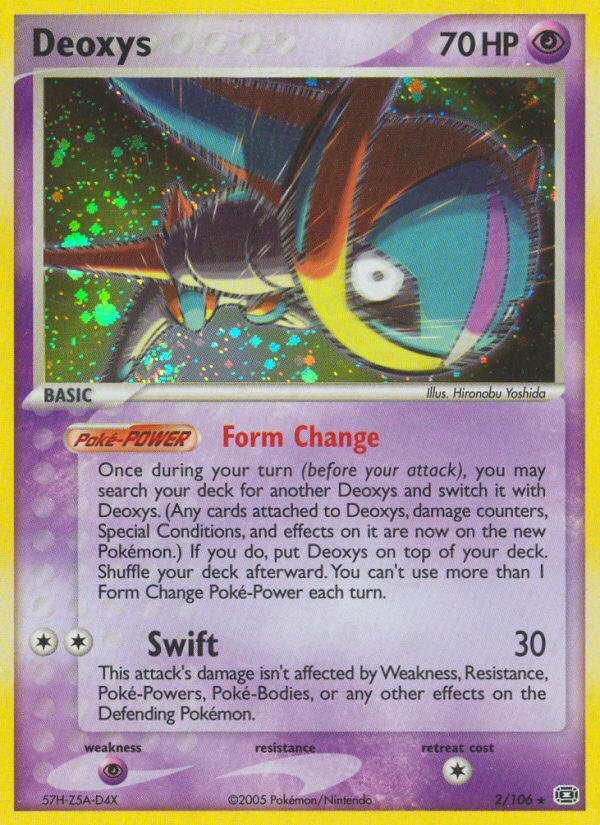 Deoxys 70 HP
BASIC Illus. Hironobu Yoshida
Poké-POWER Form Change
Once during your turn (before your attack), you may
search your deck for another Deoxys and switch it with
Deoxys. (Any cards attached to Deoxys, damage counters,
Special Conditions, and effects on it are now on the new
Pokémon.) If you do, put Deoxys on top of your deck.
Shuffle your deck afterward. You can't use more than 1
Form Change Poké-Power each turn.
Swift 30
This attack's damage isn't affected by Weakness, Resistance,
Poké-Powers, Poké-Bodies, or any other effects on the
Defending Pokémon.
weakness resistance retreat cost
57H-Z5A-D4X ©2005 Pokémon/Nintendo 2/106 ★